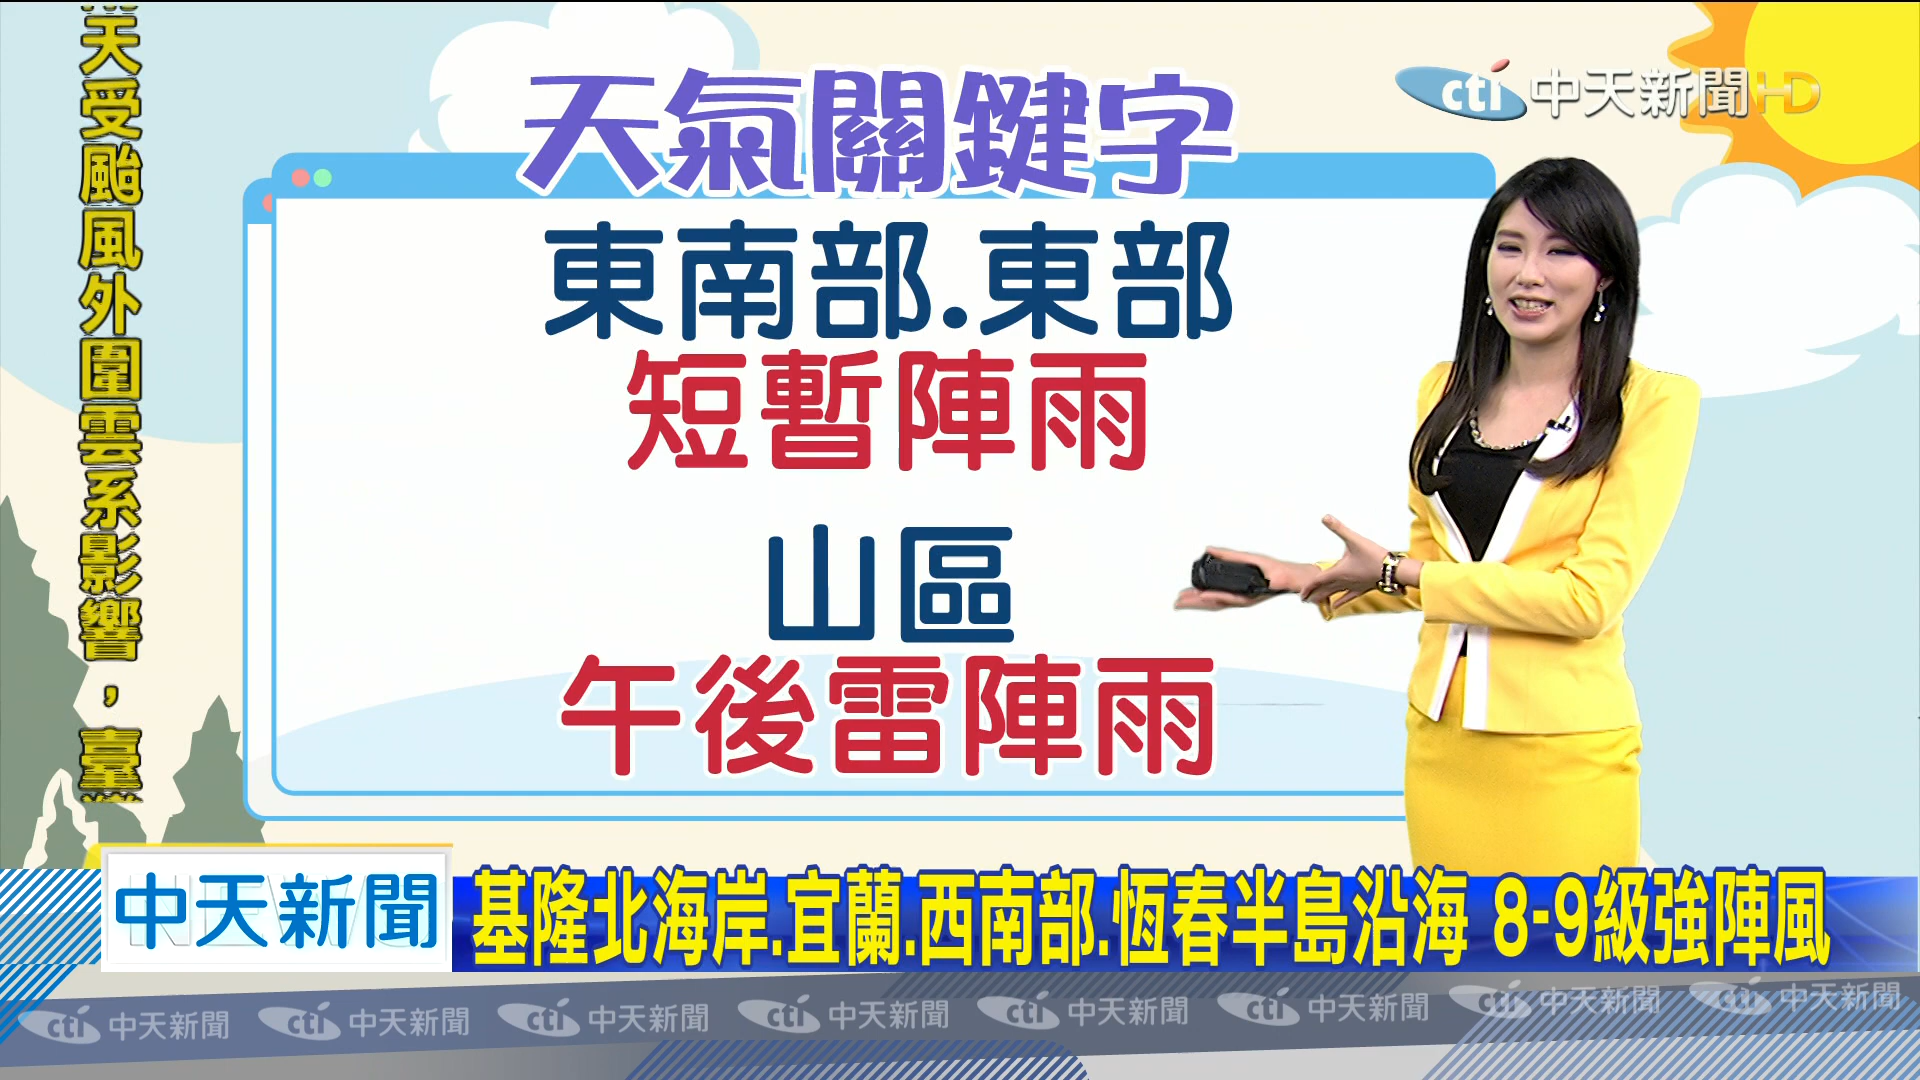 天氣關鍵字
cti 中天新聞HD
東南部.東部
短暫陣雨
山區
午後雷陣雨
天受颱風外圍雲系影響，臺
中天新聞
基隆北海岸.宜蘭.西南部.恆春半島沿海 8-9級強陣風
cti 中天新聞 cti 中天新聞 cti 中天新聞 cti 中天新聞 cti 中天新聞 cti 中天新聞 cti 中天新聞 cti 中天新聞